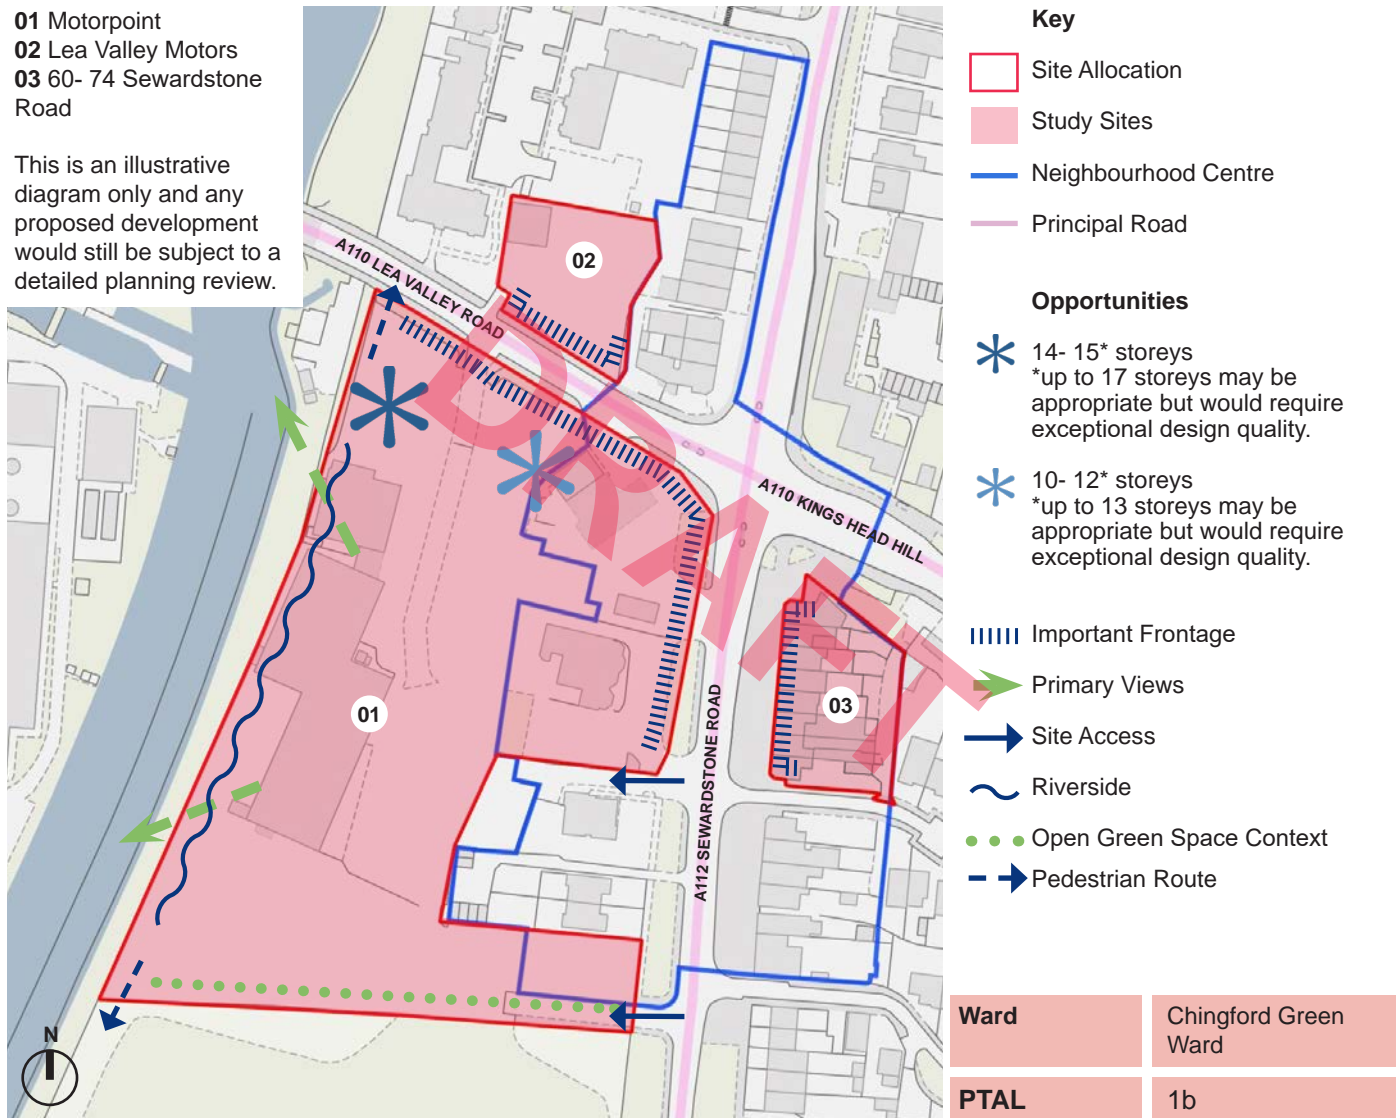 01 Motorpoint
02 Lea Valley Motors
03 60- 74 Sewardstone
Road
This is an illustrative
diagram only and any
proposed development
would still be subject to a
detailed planning review.
A110 LEA VALLEY ROAD
02
A110 KINGS HEAD HILL
01
03
A112 SEWARDSTONE ROAD
DRAFT
N
Key
Site Allocation
Study Sites
Neighbourhood Centre
Principal Road
Opportunities
14- 15* storeys
*up to 17 storeys may be
appropriate but would require
exceptional design quality.
10- 12* storeys
*up to 13 storeys may be
appropriate but would require
exceptional design quality.
Important Frontage
Primary Views
Site Access
Riverside
Open Green Space Context
Pedestrian Route
Ward
Chingford Green
Ward
PTAL
1b